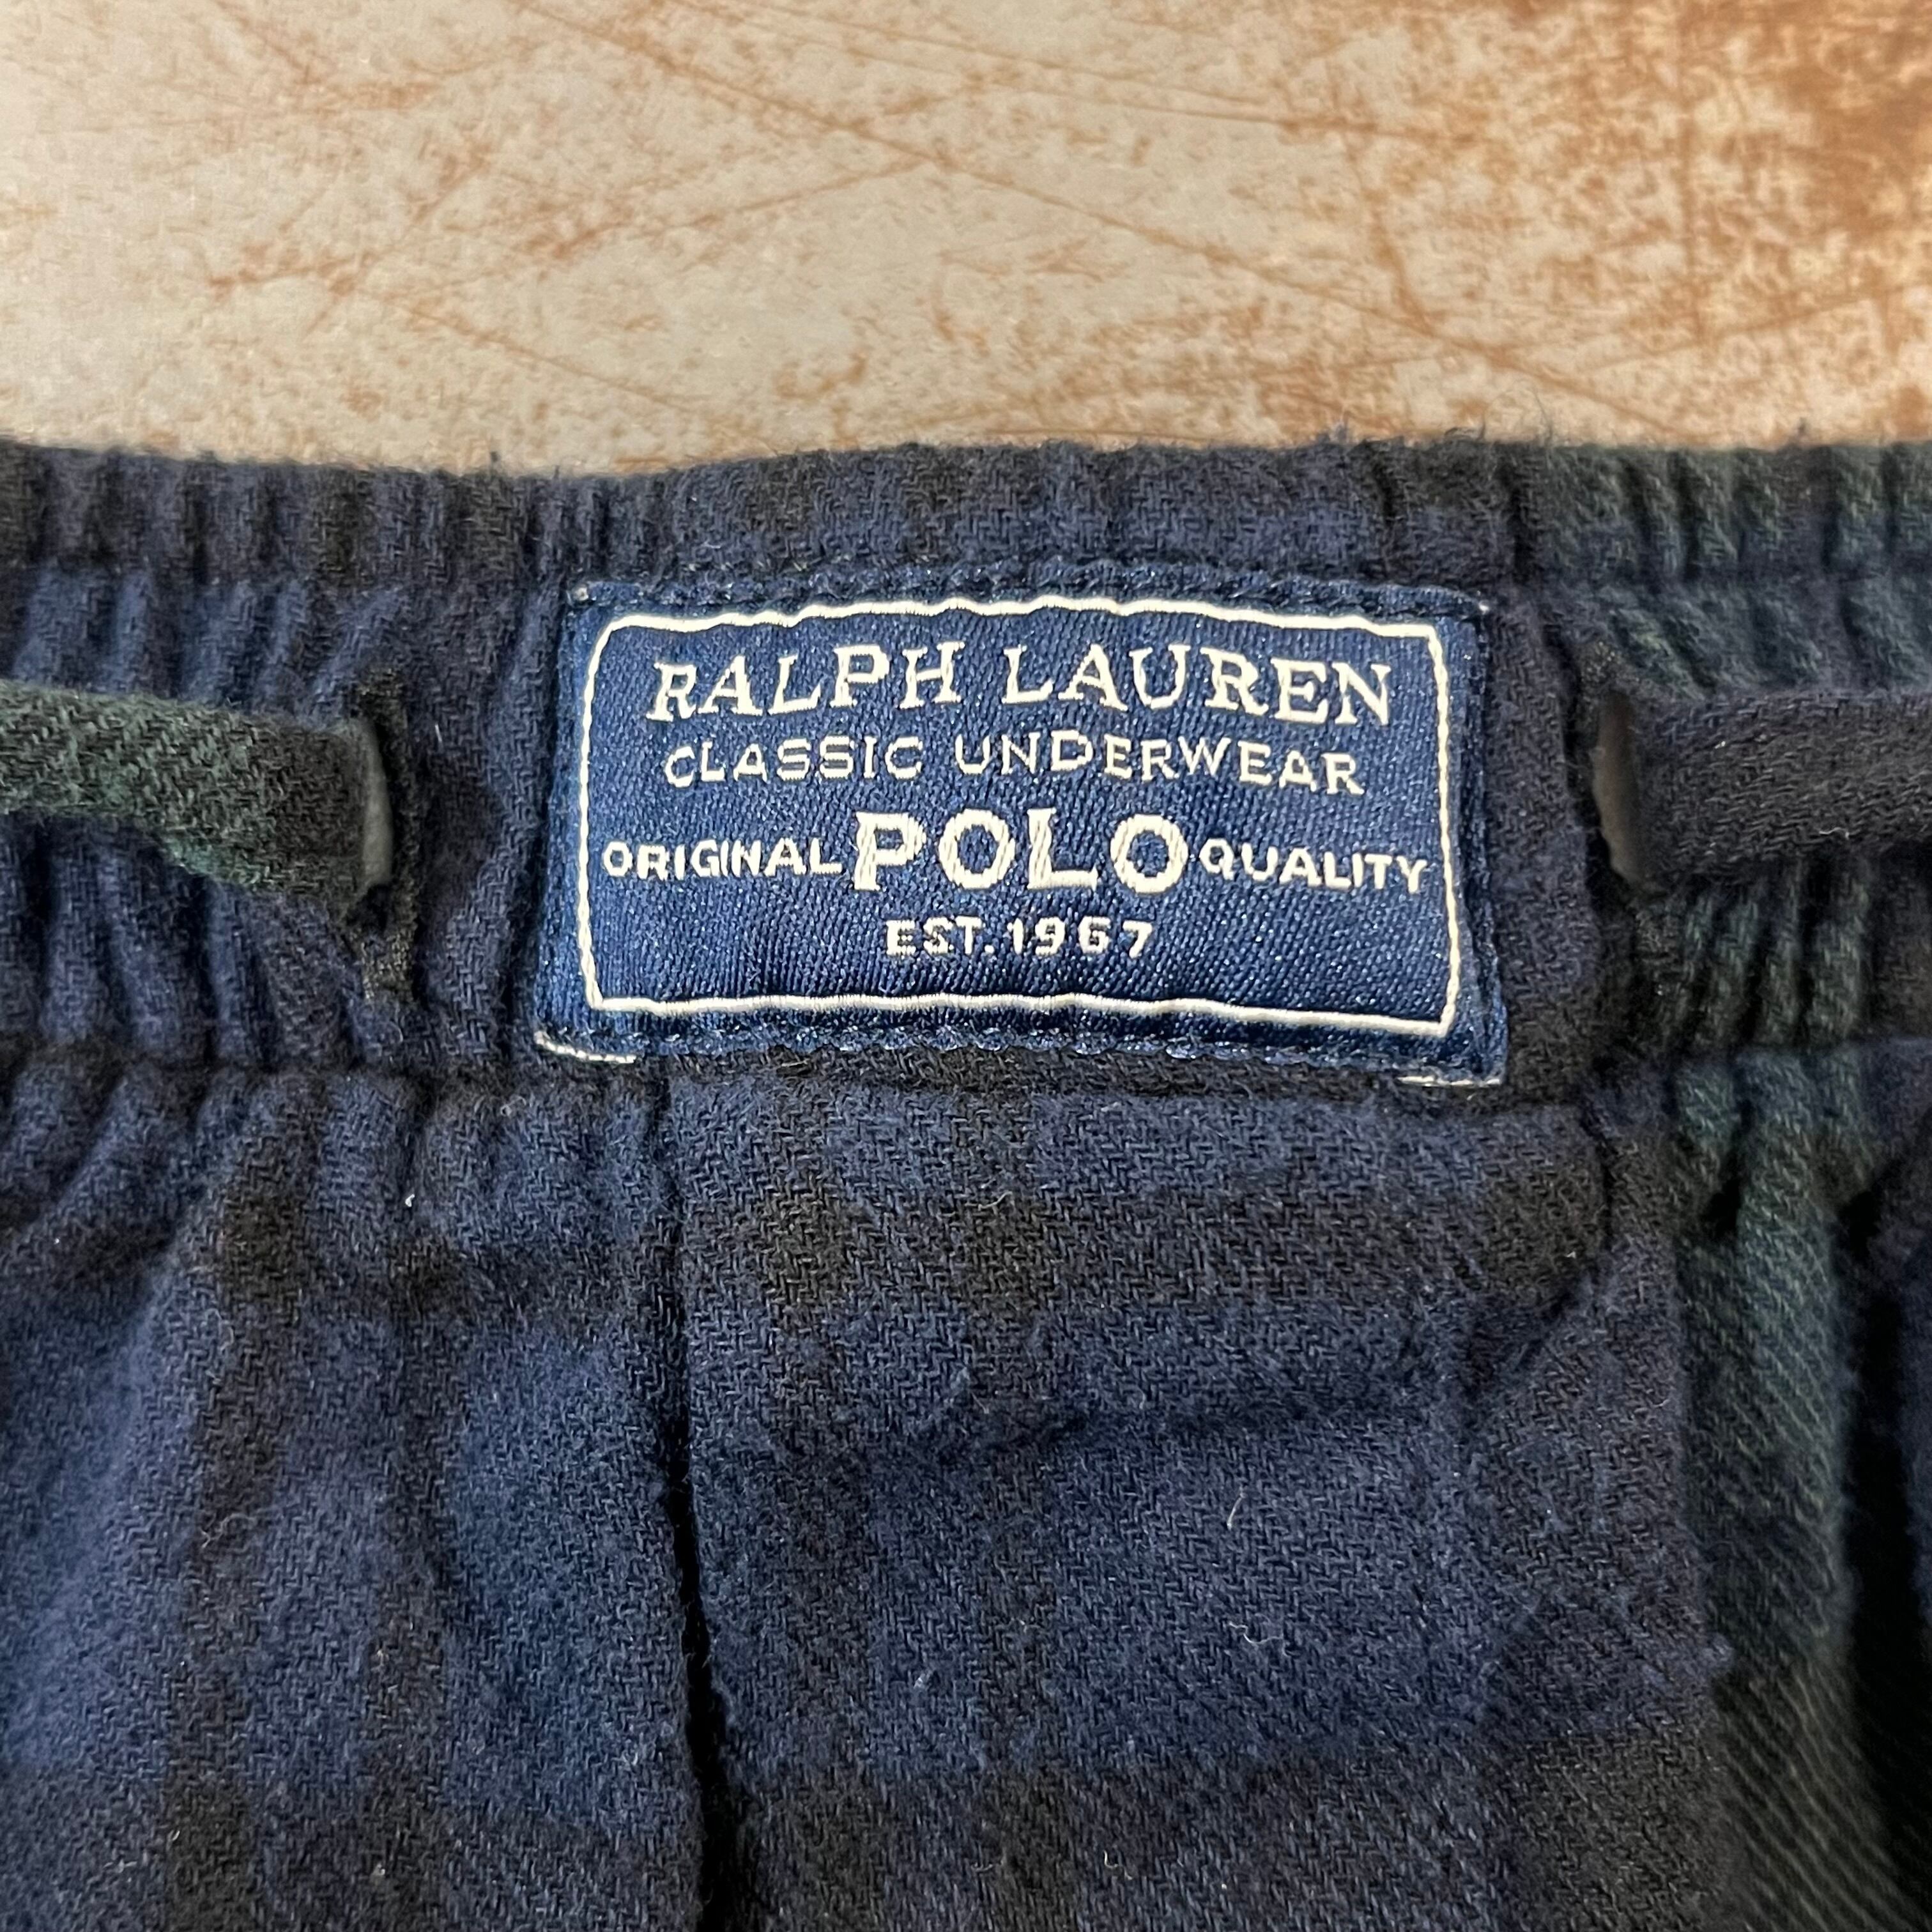 RALPH LAUREN
CLASSIC UNDERWEAR
ORIGINAL POLO QUALITY
EST. 1967